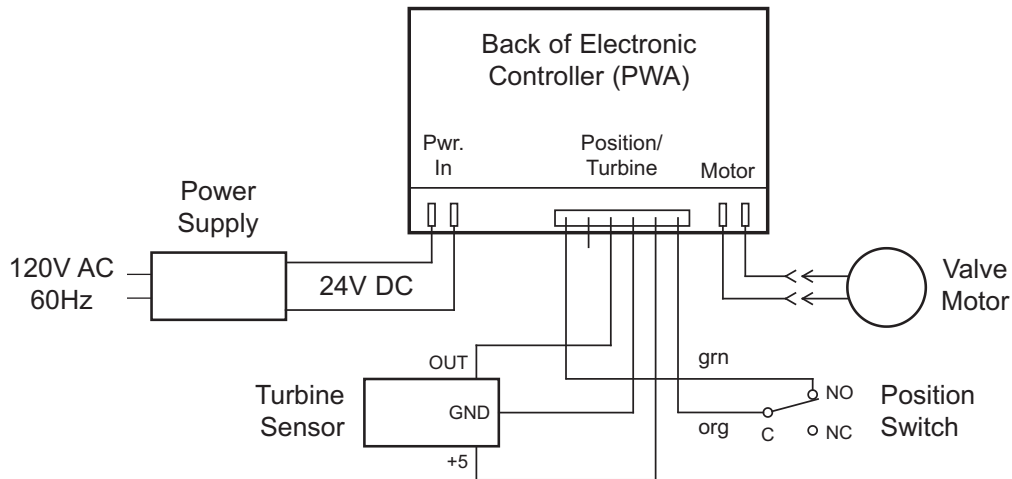 Back of Electronic
Controller (PWA)
Pwr.
In
Position/
Turbine
Motor
Power
Supply
120V AC
60Hz
24V DC
Valve
Motor
OUT
Turbine
Sensor
GND
+5
grn
org
C
NO
NC
Position
Switch